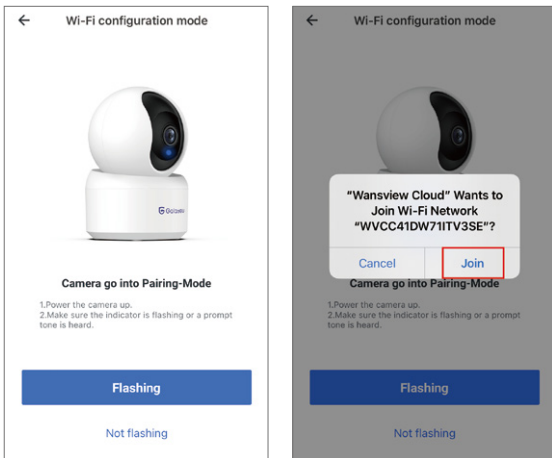 Wi-Fi configuration mode
Camera go into Pairing-Mode
1.Power the camera up.
2.Make sure the indicator is flashing or a prompt
tone is heard.
Flashing
Not flashing
Wi-Fi configuration mode
"Wansview Cloud" Wants to
Join Wi-Fi Network
"WVCC41DW71ITV3SE"?
Cancel
Join
Camera go into Pairing-Mode
1.Power the camera up.
2.Make sure the indicator is flashing or a prompt
tone is heard.
Flashing
Not flashing